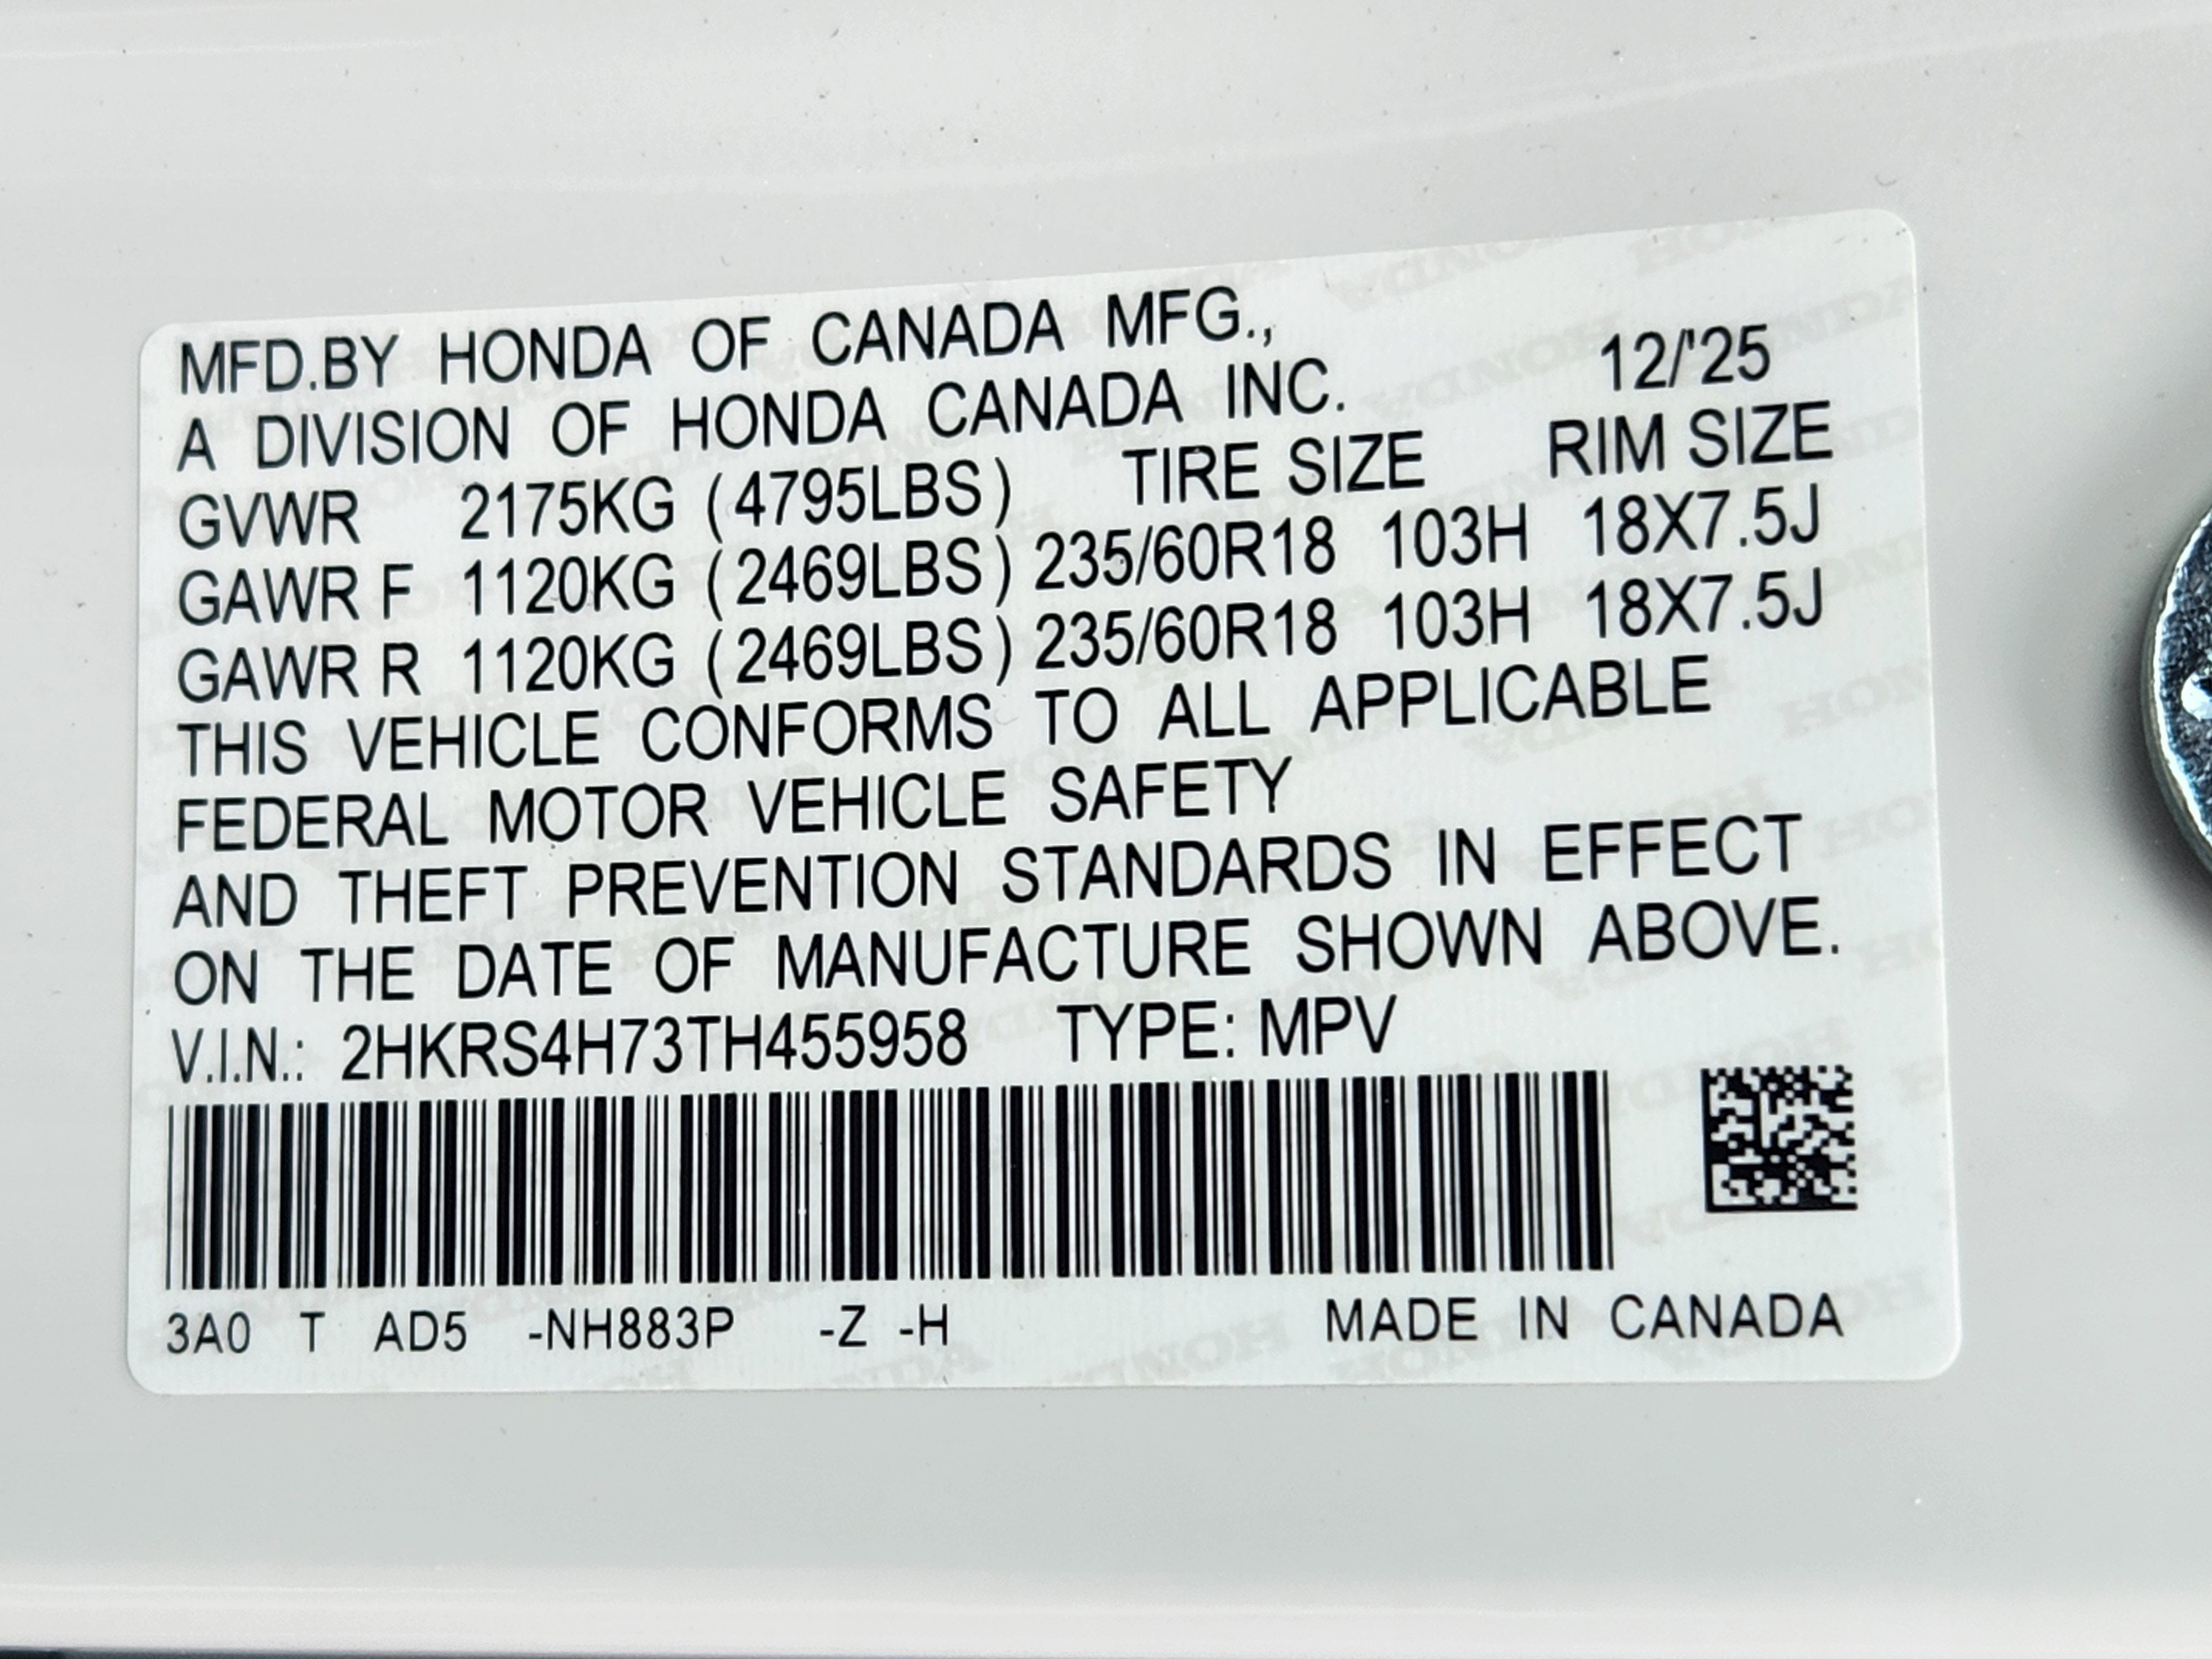 MFD.BY HONDA OF CANADA MFG.,
A DIVISION OF HONDA CANADA INC. 12/'25
GVWR 2175KG (4795LBS) TIRE SIZE RIM SIZE
GAWR F 1120KG (2469LBS) 235/60R18 103H 18X7.5J
GAWR R 1120KG (2469LBS) 235/60R18 103H 18X7.5J
THIS VEHICLE CONFORMS TO ALL APPLICABLE
FEDERAL MOTOR VEHICLE SAFETY
AND THEFT PREVENTION STANDARDS IN EFFECT
ON THE DATE OF MANUFACTURE SHOWN ABOVE.
V.I.N.: 2HKRS4H73TH455958 TYPE: MPV
3A0 T AD5 -NH883P -Z -H MADE IN CANADA